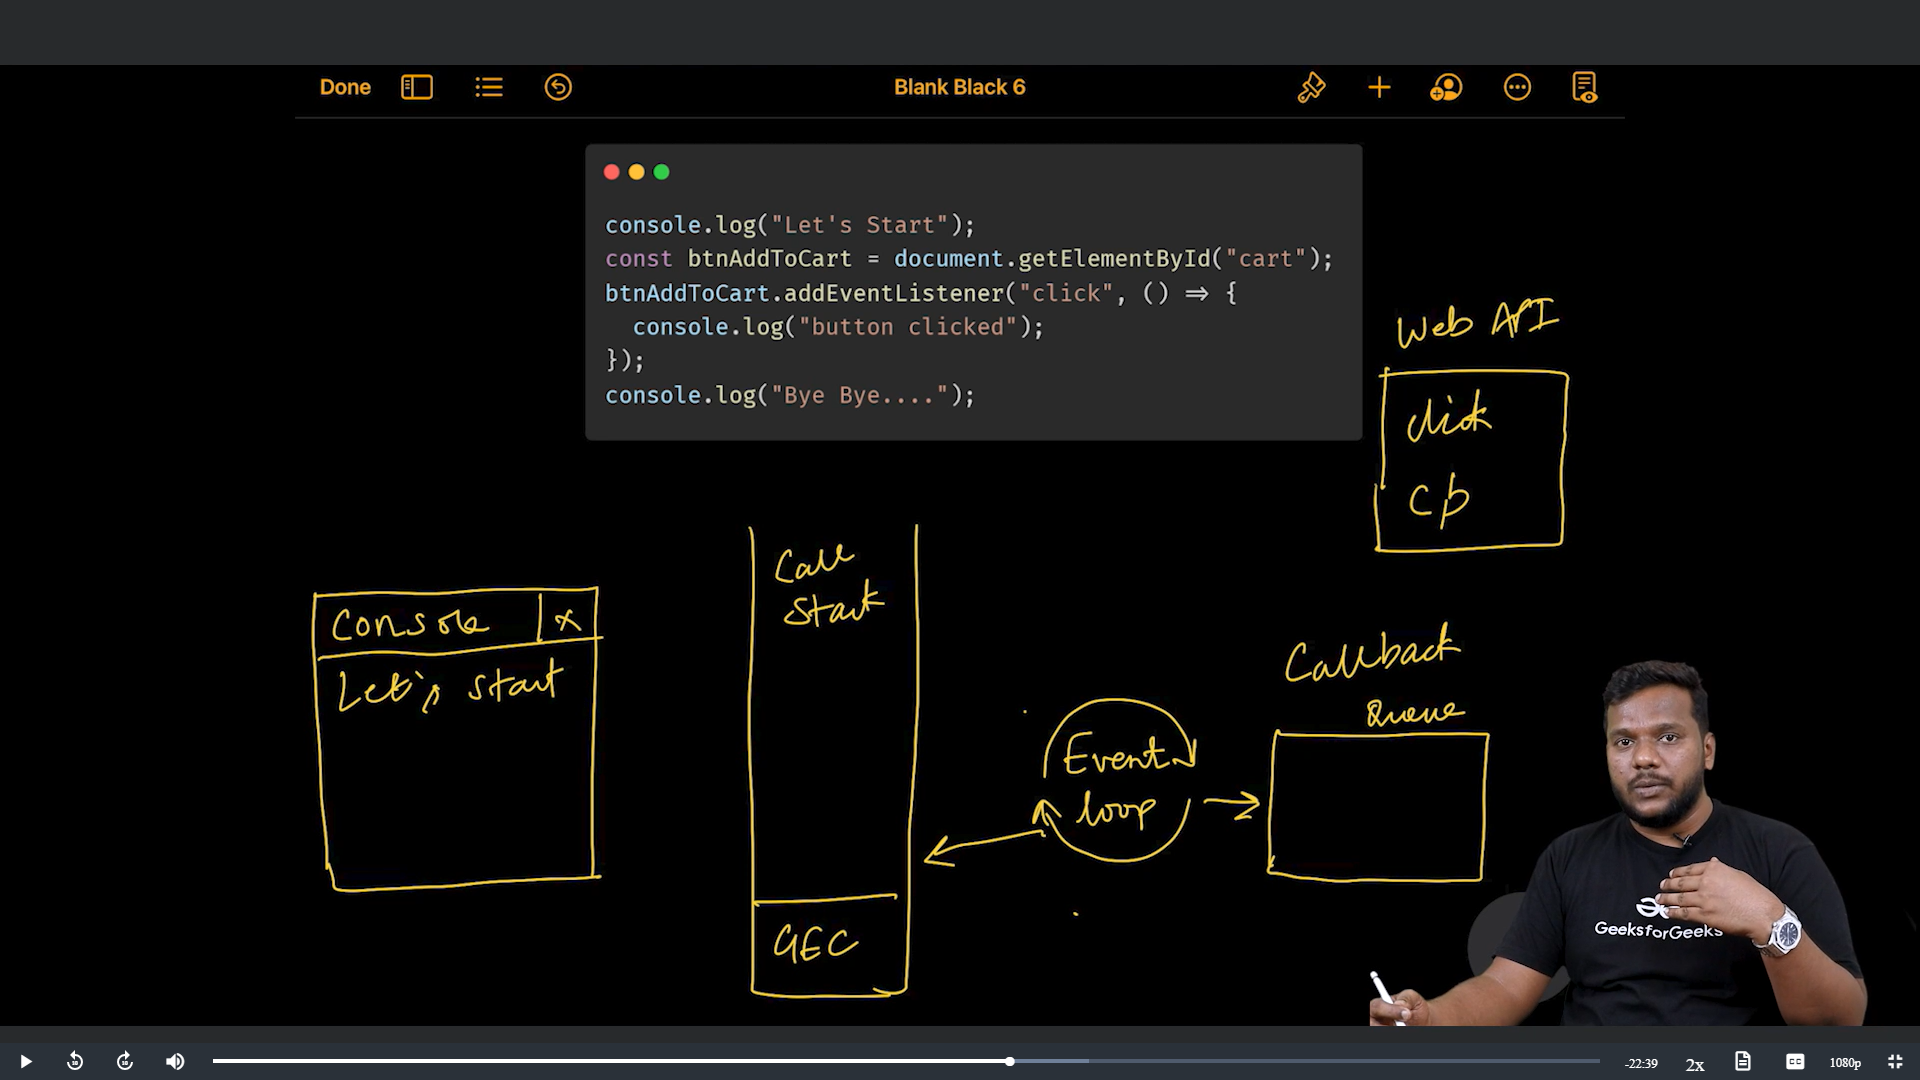 Done
Blank Black 6
console.log("Let's Start");
const btnAddToCart = document.getElementById("cart");
btnAddToCart.addEventListener("click", () => {
console.log("button clicked");
});
console.log("Bye Bye....");
Web API
click
cb
Call
Stack
Console x
Let's start
Callback
Queue
Event
loop
GEC
GeeksforGeeks
-22:39
2x
CC
1080p